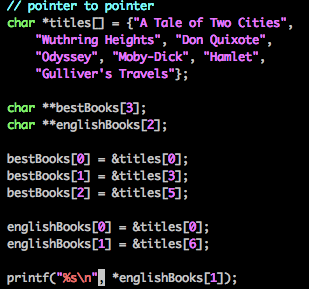 // pointer to pointer
char *titles[] = {"A Tale of Two Cities",
"Wuthring Heights", "Don Quixote",
"Odyssey", "Moby-Dick", "Hamlet",
"Gulliver's Travels"};
char **bestBooks[3];
char **englishBooks[2];
bestBooks[0] = &titles[0];
bestBooks[1] = &titles[3];
bestBooks[2] = &titles[5];
englishBooks[0] = &titles[0];
englishBooks[1] = &titles[6];
printf("%s\n", *englishBooks[1]);